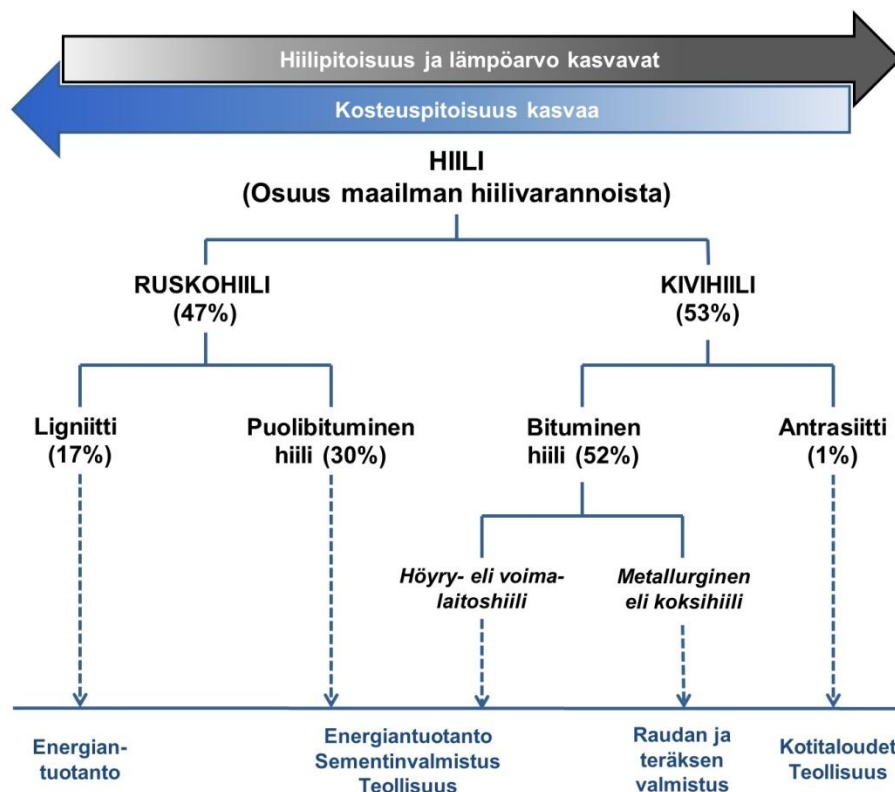 Hiilipitoisuus ja lämpöarvo kasvavat
Kosteuspitoisuus kasvaa
HIILI
(Osuus maailman hiilivarannoista)
RUSKOHIILI
(47%)
KIVIHIILI
(53%)
Ligniitti
(17%)
Puolibituminen
hiili (30%)
Bituminen
hiili (52%)
Antrasiitti
(1%)
Höyry- eli voima-
laitoshiili
Metallurginen
eli koksihiili
Energian-
tuotanto
Energiantuotanto
Sementinvalmistus
Teollisuus
Raudan ja
teräksen
valmistus
Kotitaloudet
Teollisuus